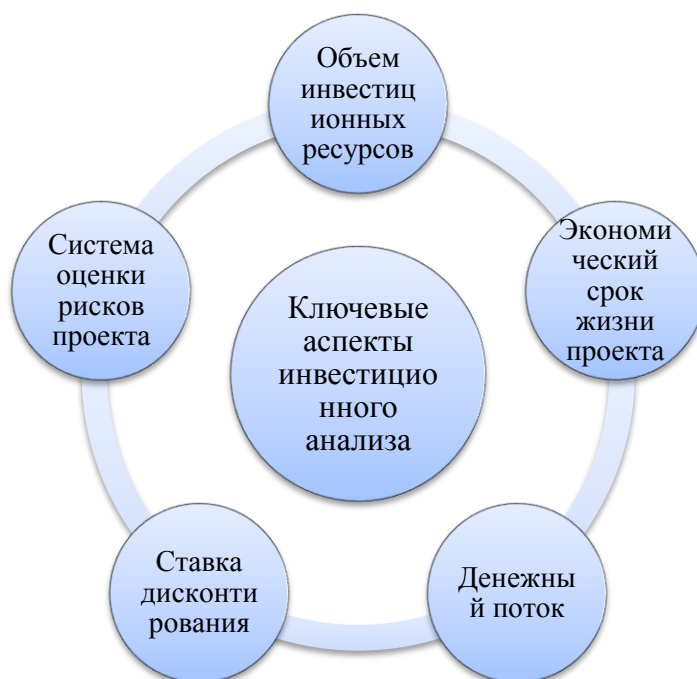 Объем
инвестиц
ионных
ресурсов
Экономи
ческий
срок
жизни
проекта
Денежны
й поток
Ставка
дисконти
рования
Система
оценки
рисков
проекта
Ключевые
аспекты
инвестицио
нного
анализа